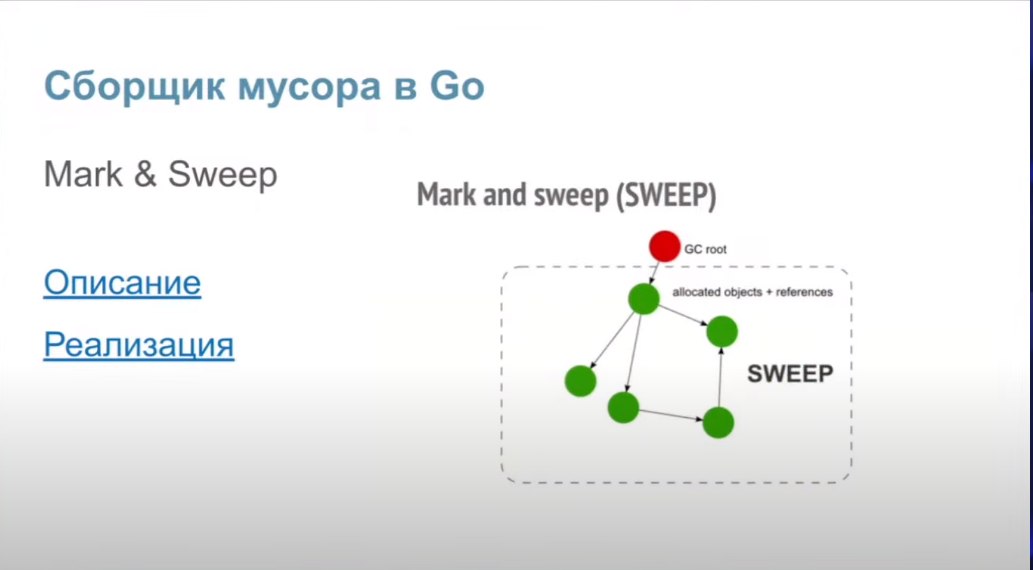 Сборщик мусора в Go
Mark & Sweep
Описание
Реализация
Mark and sweep (SWEEP)
GC root
allocated objects + references
SWEEP